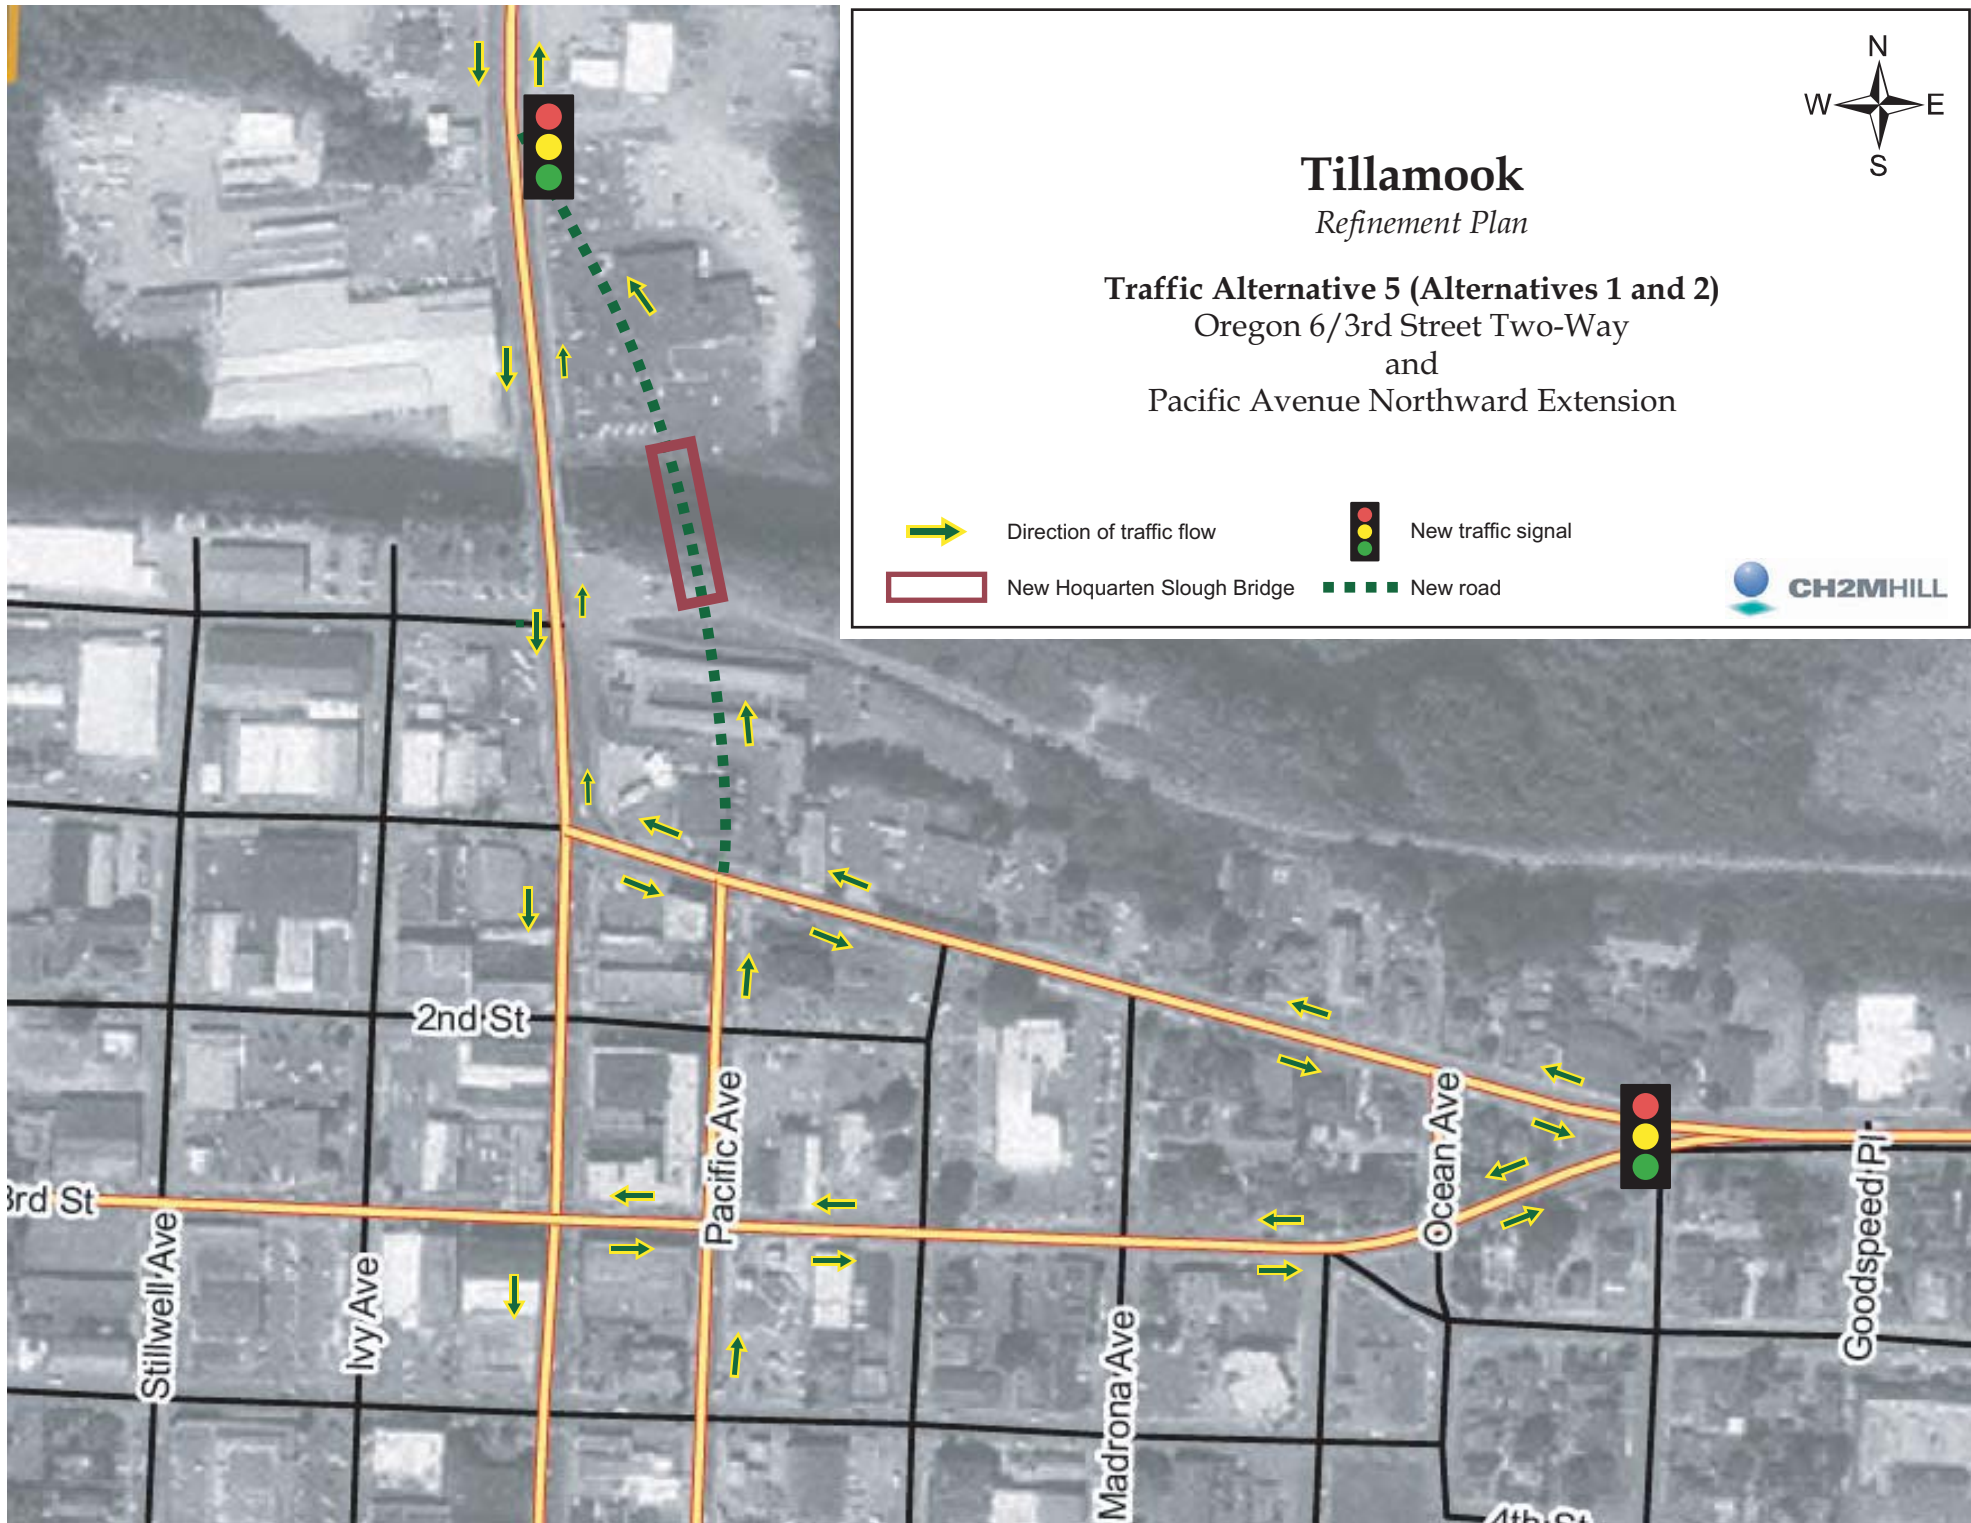 N
W E
S
Tillamook
Refinement Plan
Traffic Alternative 5 (Alternatives 1 and 2)
Oregon 6/3rd Street Two-Way
and
Pacific Avenue Northward Extension
Direction of traffic flow
New traffic signal
New Hoquarten Slough Bridge
New road
CH2MHILL
2nd St
Pacific Ave
Ocean Ave
3rd St
Stillwell Ave
Ivy Ave
Madrona Ave
Goodspeed Pl
4th St